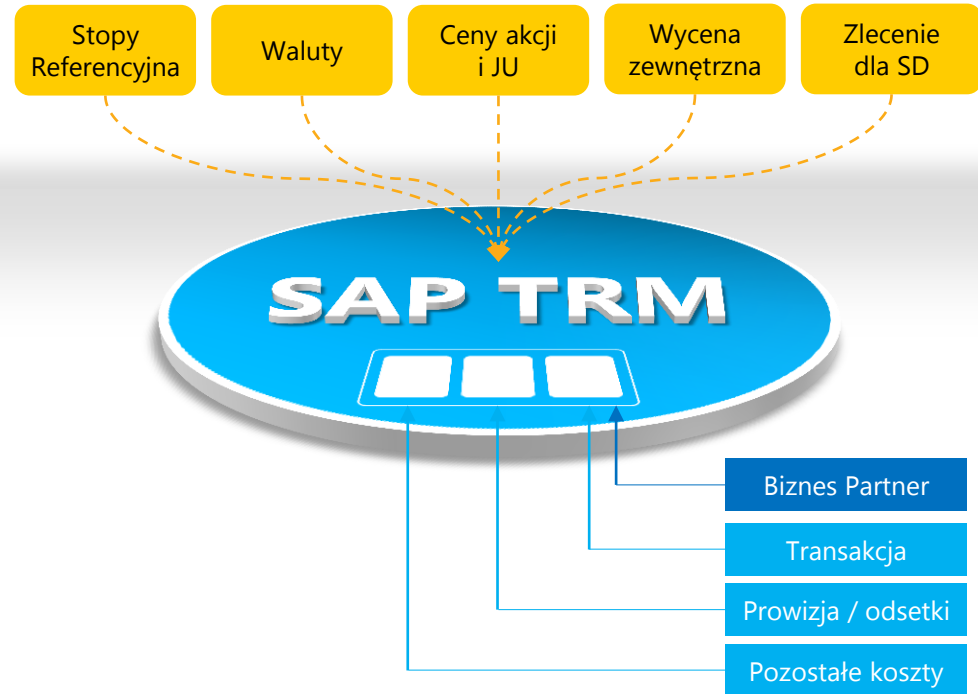 Stopy
Referencyjna
Waluty
Ceny akcji
i JU
Wycena
zewnętrzna
Zlecenie
dla SD
SAP TRM
Biznes Partner
Transakcja
Prowizja / odsetki
Pozostałe koszty